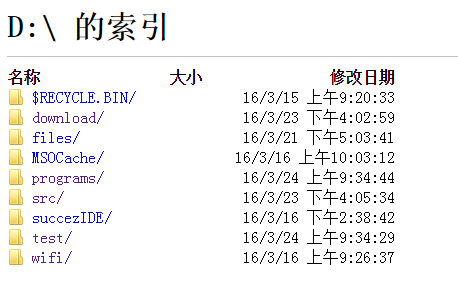 D:\ 的索引
名称 大小 修改日期
$RECYCLE.BIN/ 16/3/15 上午9:20:33
download/ 16/3/23 下午4:02:59
files/ 16/3/21 下午5:03:41
MSOCache/ 16/3/16 上午10:03:12
programs/ 16/3/24 上午9:34:44
src/ 16/3/23 下午4:05:34
succezIDE/ 16/3/16 下午2:38:42
test/ 16/3/24 上午9:34:29
wifi/ 16/3/16 上午9:26:37